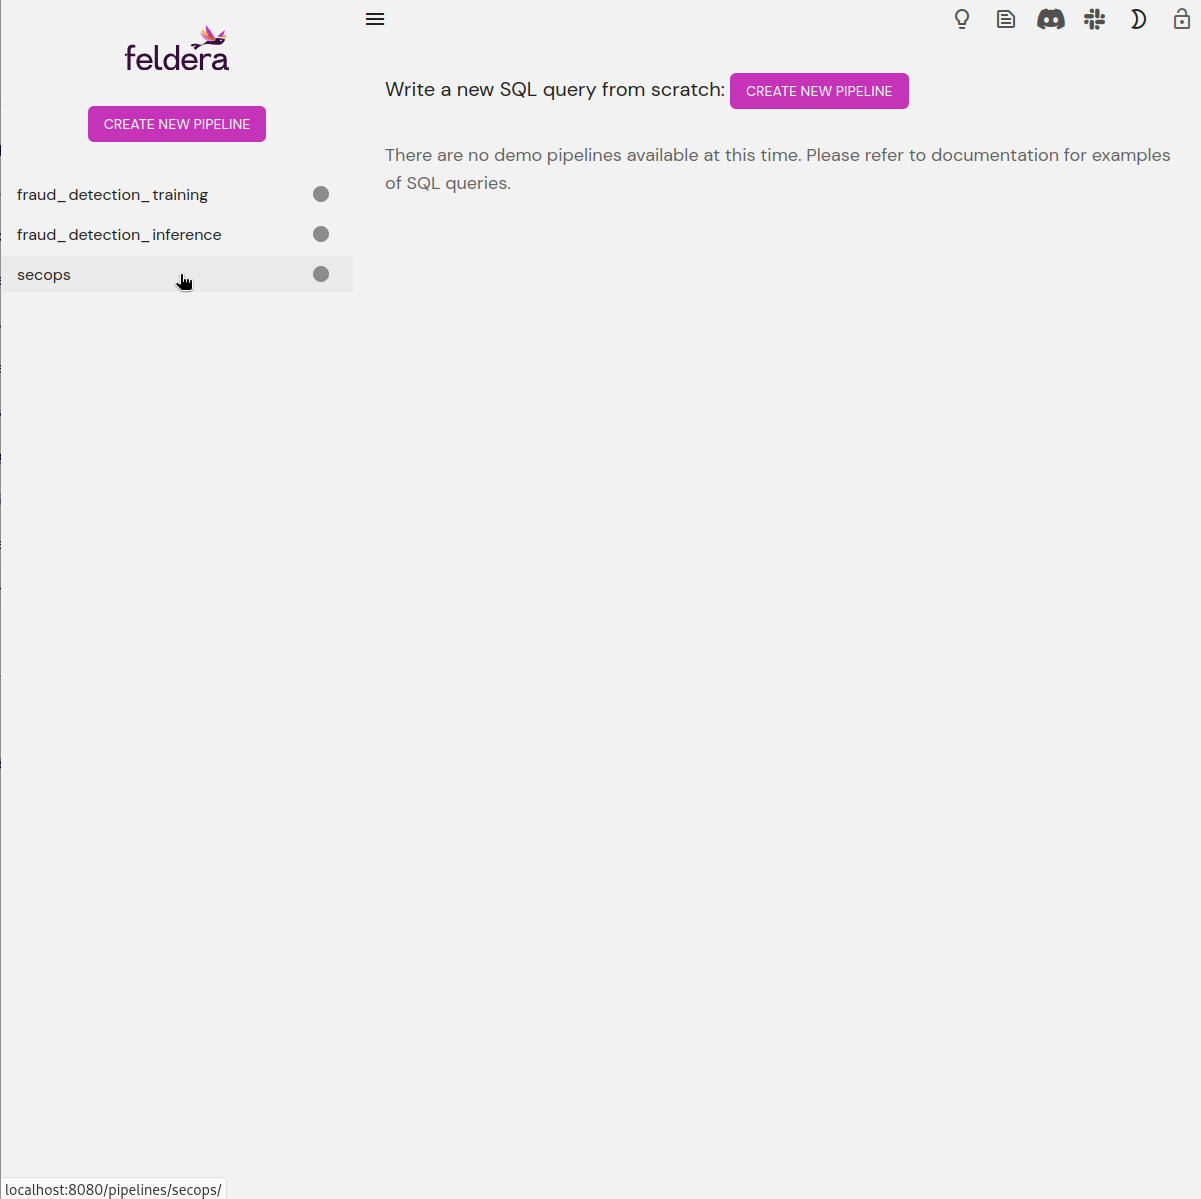 feldera
CREATE NEW PIPELINE
fraud_detection_training
fraud_detection_inference
secops
Write a new SQL query from scratch: CREATE NEW PIPELINE
There are no demo pipelines available at this time. Please refer to documentation for examples
of SQL queries.
localhost:8080/pipelines/secops/